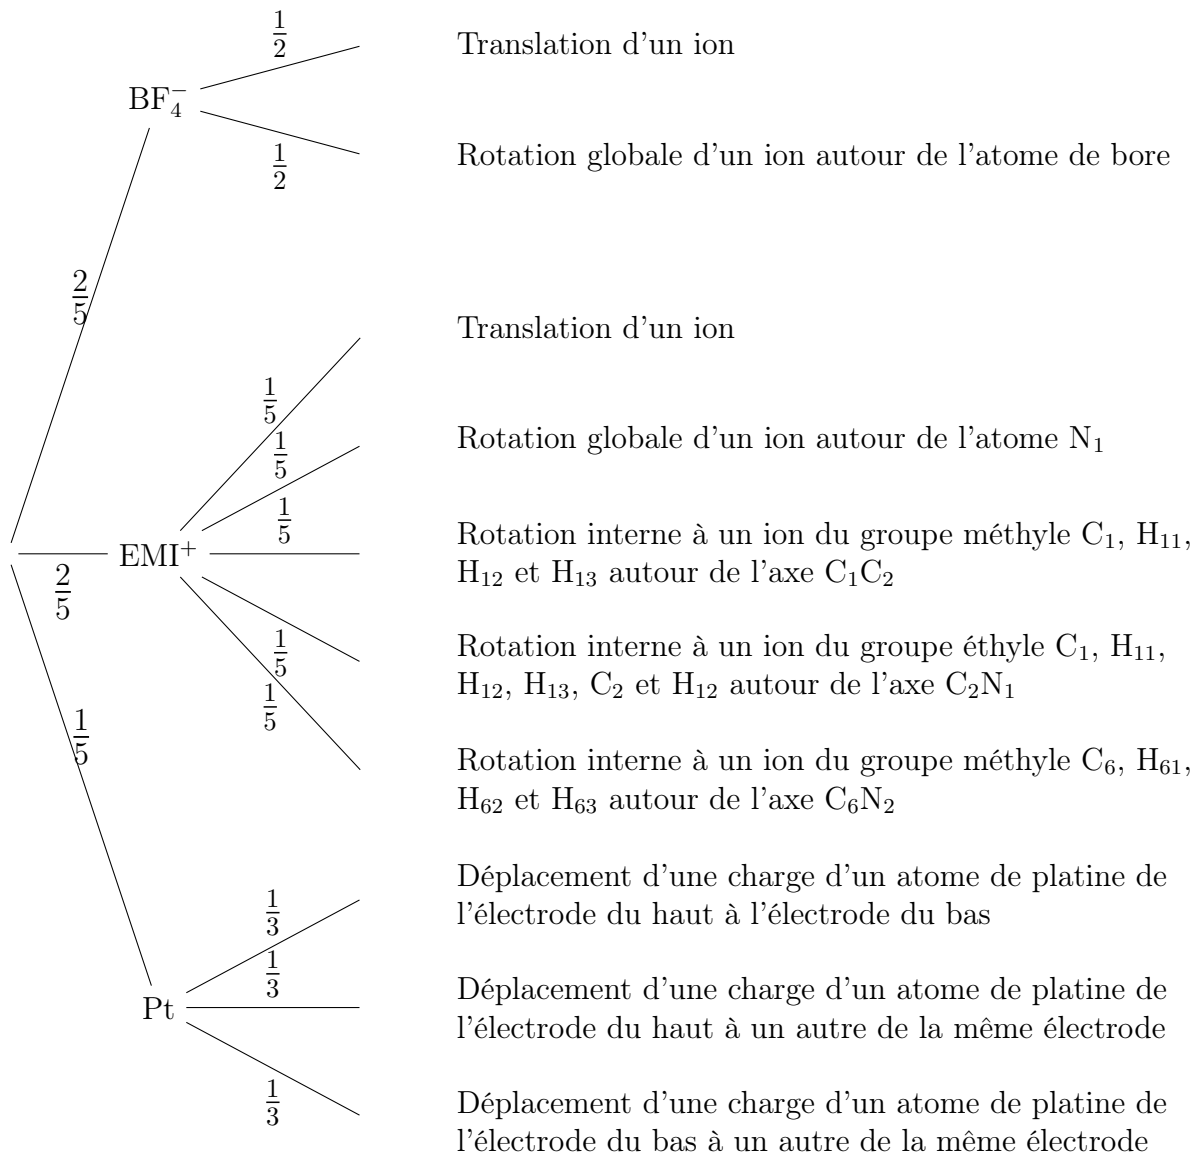 1/2
Translation d'un ion
BF₄⁻
1/2
Rotation globale d'un ion autour de l'atome de bore
2/5
Translation d'un ion
1/5
1/5
Rotation globale d'un ion autour de l'atome N₁
1/5
EMI⁺
Rotation interne à un ion du groupe méthyle C₁, H₁₁,
H₁₂ et H₁₃ autour de l'axe C₁C₂
2/5
1/5
Rotation interne à un ion du groupe éthyle C₁, H₁₁,
H₁₂, H₁₃, C₂ et H₁₂ autour de l'axe C₂N₁
1/5
1/5
Rotation interne à un ion du groupe méthyle C₆, H₆₁,
H₆₂ et H₆₃ autour de l'axe C₆N₂
1/3
Déplacement d'une charge d'un atome de platine de
l'électrode du haut à l'électrode du bas
1/3
Pt
Déplacement d'une charge d'un atome de platine de
l'électrode du haut à un autre de la même électrode
1/3
Déplacement d'une charge d'un atome de platine de
l'électrode du bas à un autre de la même électrode